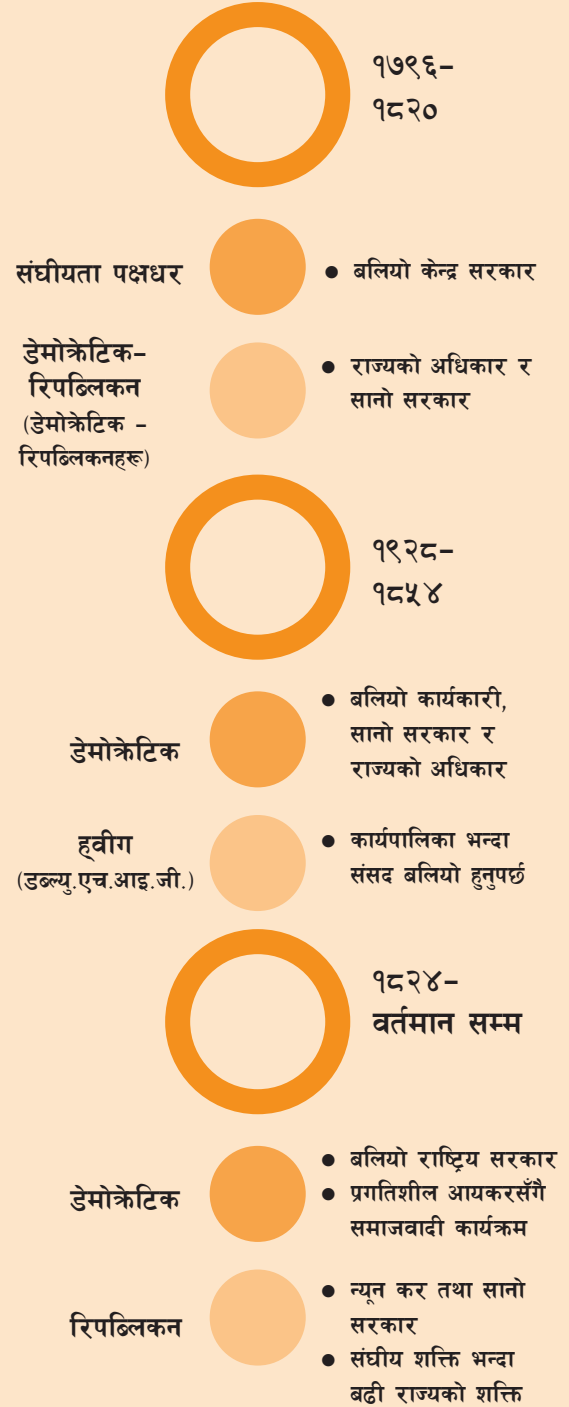 १७९६–
१८२०
संघीयता पक्षधर
● बलियो केन्द्र सरकार
डेमोक्रेटिक–
रिपब्लिकन
(डेमोक्रेटिक –
रिपब्लिकनहरू)
● राज्यको अधिकार र
सानो सरकार
१९२८–
१८५४
डेमोक्रेटिक
● बलियो कार्यकारी,
सानो सरकार र
राज्यको अधिकार
ह्वीग
(डब्ल्यु.एच.आइ.जी.)
● कार्यपालिका भन्दा
संसद बलियो हुनुपर्छ
१८२४–
वर्तमान सम्म
डेमोक्रेटिक
● बलियो राष्ट्रिय सरकार
● प्रगतिशील आयकरसँगै
समाजवादी कार्यक्रम
रिपब्लिकन
● न्यून कर तथा सानो
सरकार
● संघीय शक्ति भन्दा
बढी राज्यको शक्ति